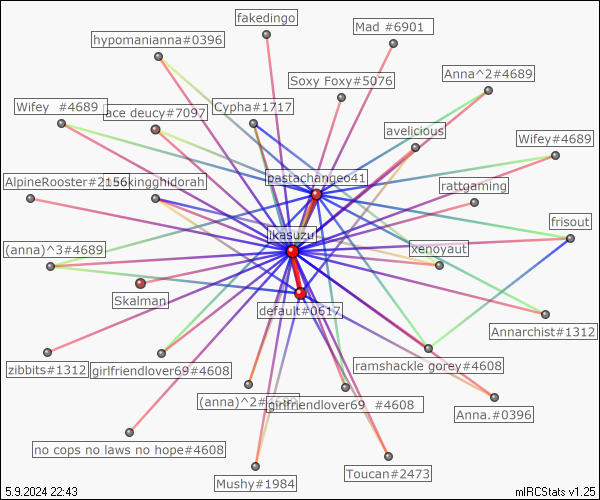 fakedingo
Mad #6901
hypomanianna#0396
Anna^2#4689
Soxy Foxy#5076
Wifey #4689
ace deucy#7097
Cypha#1717
avelicious
Wifey#4689
pastachangeo41
AlpineRooster#2156
kingghidorah
rattgaming
frisout
ikasuzu
(anna)^3#4689
xenoyaut
Skalman
default#0617
Annarchist#1312
zibbits#1312
girlfriendlover69#4608
ramshackle gorey#4608
(anna)^2#
girlfriendlover69 #4608
Anna.#0396
no cops no laws no hope#4608
Mushy#1984
Toucan#2473
5.9.2024 22:43
mIRCStats v1.25